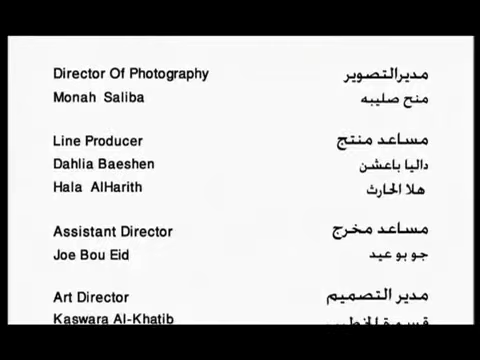 Director Of Photography مديرالتصوير
Monah Saliba منح صليبه
Line Producer مساعد منتج
Dahlia Baeshen داليا باعشن
Hala AlHarith هلا الحارث
Assistant Director مساعد مخرج
Joe Bou Eid جو بو عيد
Art Director مدير التصميم
Kaswara Al-Khatib